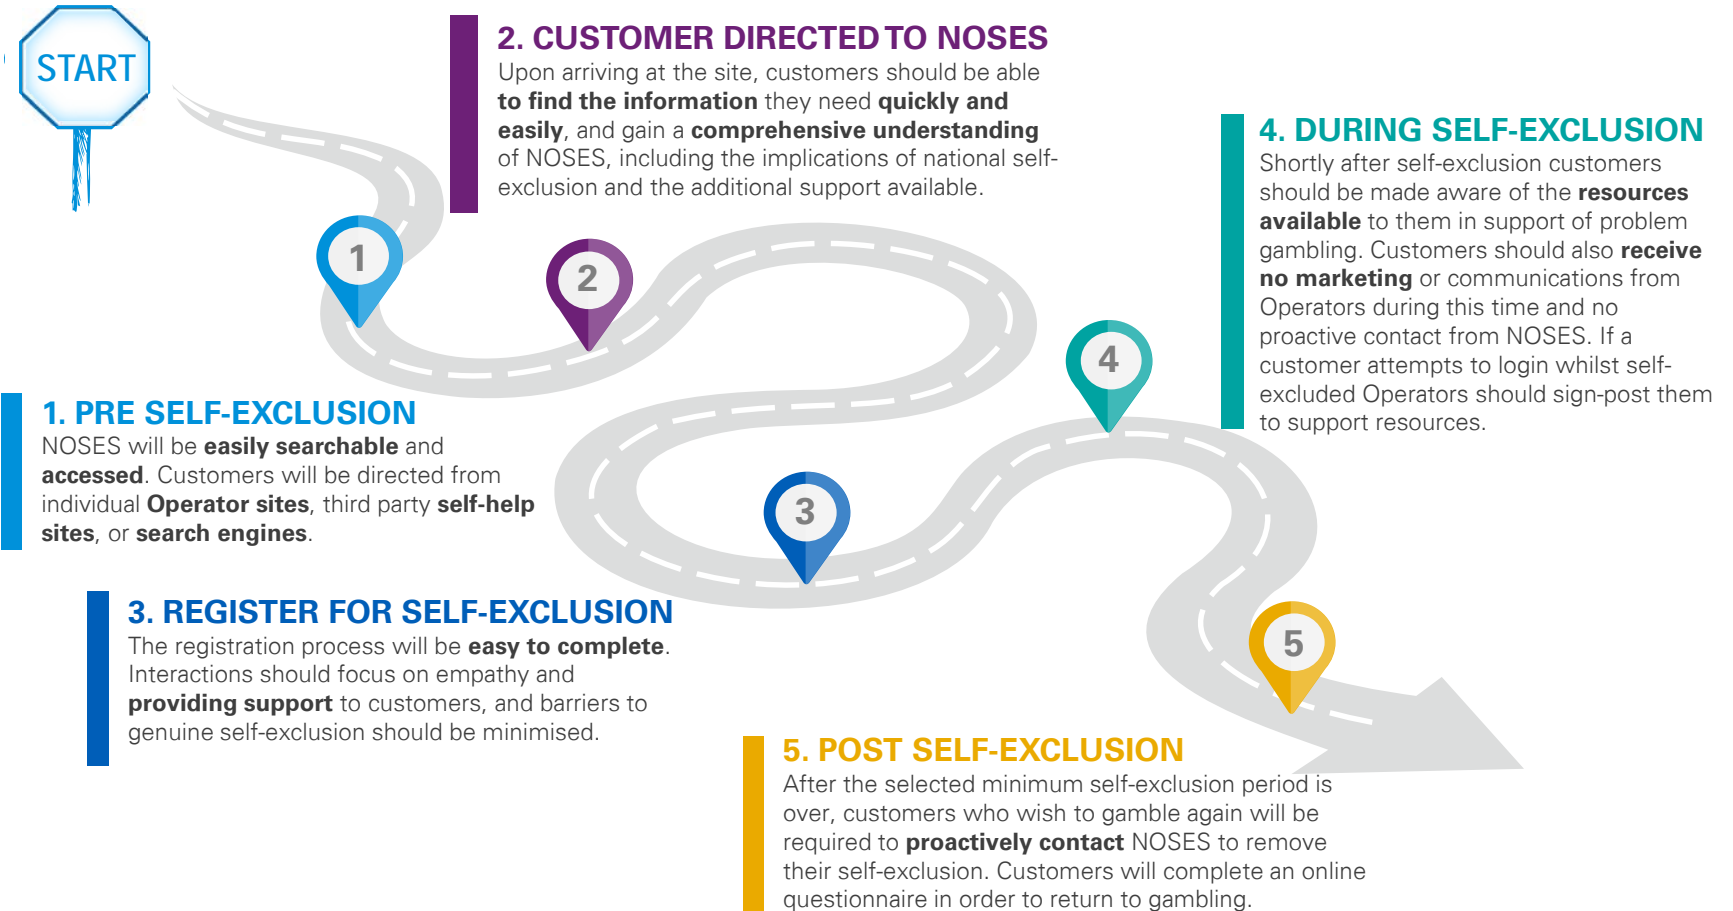 START
1
2
3
4
5
1. PRE SELF-EXCLUSION
NOSES will be easily searchable and
accessed. Customers will be directed from
individual Operator sites, third party self-help
sites, or search engines.
2. CUSTOMER DIRECTED TO NOSES
Upon arriving at the site, customers should be able
to find the information they need quickly and
easily, and gain a comprehensive understanding
of NOSES, including the implications of national self-
exclusion and the additional support available.
3. REGISTER FOR SELF-EXCLUSION
The registration process will be easy to complete.
Interactions should focus on empathy and
providing support to customers, and barriers to
genuine self-exclusion should be minimised.
4. DURING SELF-EXCLUSION
Shortly after self-exclusion customers
should be made aware of the resources
available to them in support of problem
gambling. Customers should also receive
no marketing or communications from
Operators during this time and no
proactive contact from NOSES. If a
customer attempts to login whilst self-
excluded Operators should sign-post them
to support resources.
5. POST SELF-EXCLUSION
After the selected minimum self-exclusion period is
over, customers who wish to gamble again will be
required to proactively contact NOSES to remove
their self-exclusion. Customers will complete an online
questionnaire in order to return to gambling.